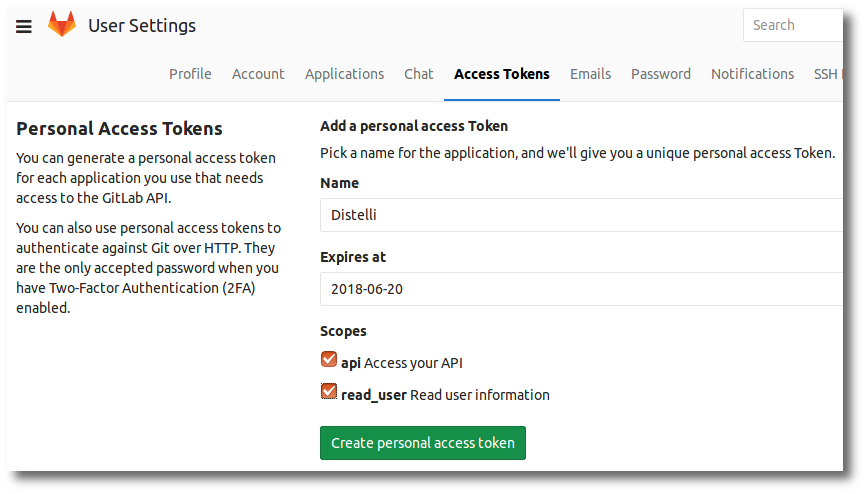 User Settings
Search
Profile Account Applications Chat Access Tokens Emails Password Notifications SSH
Personal Access Tokens
You can generate a personal access token
for each application you use that needs
access to the GitLab API.
You can also use personal access tokens to
authenticate against Git over HTTP. They
are the only accepted password when you
have Two-Factor Authentication (2FA)
enabled.
Add a personal access Token
Pick a name for the application, and we'll give you a unique personal access Token.
Name
Distelli
Expires at
2018-06-20
Scopes
api Access your API
read_user Read user information
Create personal access token